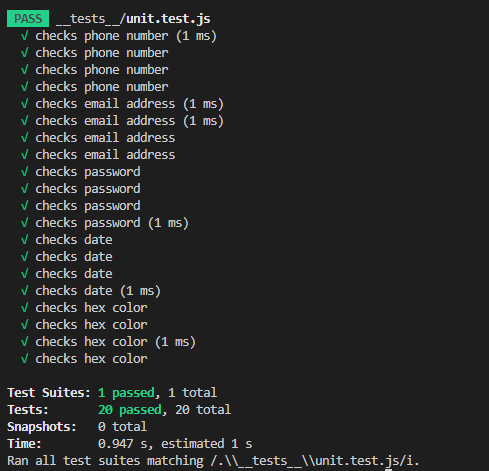 PASS __tests__/unit.test.js
√ checks phone number (1 ms)
√ checks phone number
√ checks phone number
√ checks phone number
√ checks email address (1 ms)
√ checks email address (1 ms)
√ checks email address
√ checks email address
√ checks password
√ checks password
√ checks password
√ checks password (1 ms)
√ checks date
√ checks date
√ checks date
√ checks date (1 ms)
√ checks hex color
√ checks hex color
√ checks hex color (1 ms)
√ checks hex color
Test Suites: 1 passed, 1 total
Tests: 20 passed, 20 total
Snapshots: 0 total
Time: 0.947 s, estimated 1 s
Ran all test suites matching /.\\__tests__\\unit.test.js/i.